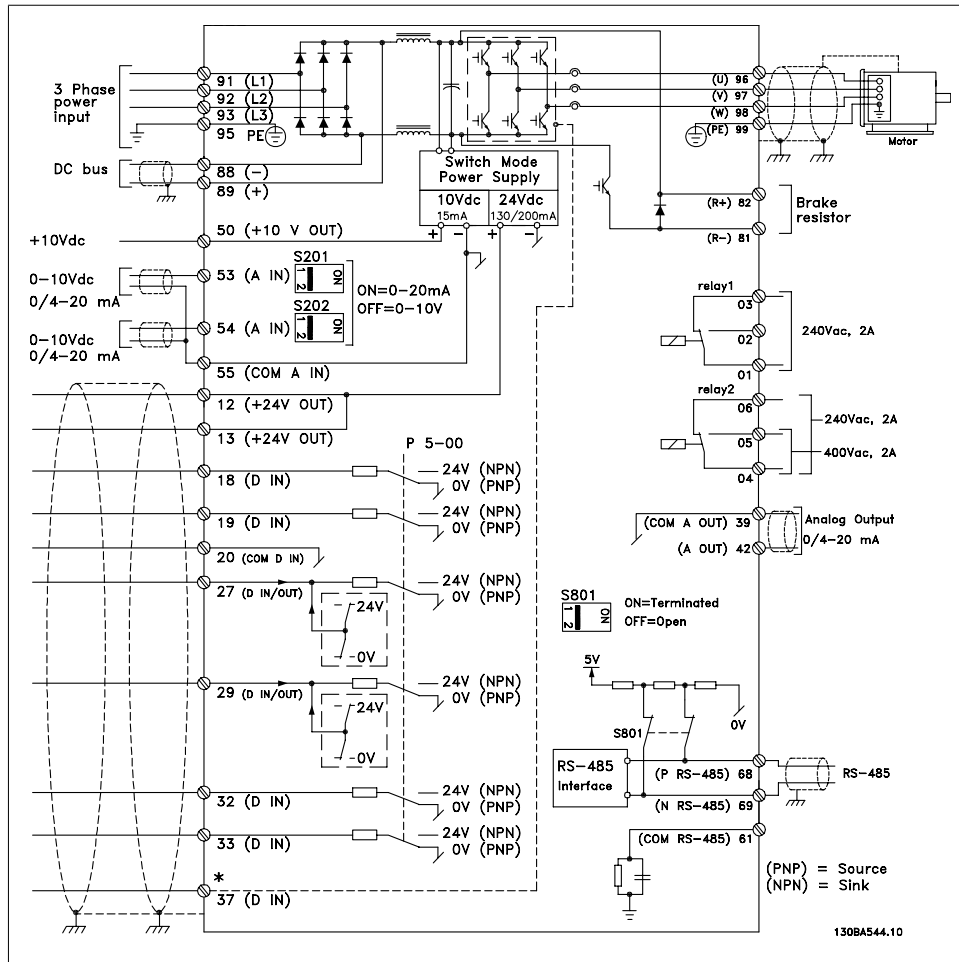 3 Phase
power
input
91 (L1)
92 (L2)
93 (L3)
95 PE
DC bus
88 (-)
89 (+)
+10Vdc
50 (+10 V OUT)
0-10Vdc
0/4-20 mA
53 (A IN)
S201
ON
1 2
0-10Vdc
0/4-20 mA
54 (A IN)
S202
ON
1 2
ON=0-20mA
OFF=0-10V
55 (COM A IN)
12 (+24V OUT)
13 (+24V OUT)
Switch Mode
Power Supply
10Vdc
15mA
24Vdc
130/200mA
+ - + -
P 5-00
18 (D IN)
24V (NPN)
0V (PNP)
19 (D IN)
24V (NPN)
0V (PNP)
20 (COM D IN)
27 (D IN/OUT)
24V (NPN)
0V (PNP)
24V
0V
29 (D IN/OUT)
24V (NPN)
0V (PNP)
24V
0V
32 (D IN)
24V (NPN)
0V (PNP)
33 (D IN)
24V (NPN)
0V (PNP)
*
37 (D IN)
(U) 96
(V) 97
(W) 98
(PE) 99
Motor
(R+) 82
(R-) 81
Brake
resistor
relay1
03
02
01
240Vac, 2A
relay2
06
05
04
240Vac, 2A
400Vac, 2A
(COM A OUT) 39
(A OUT) 42
Analog Output
0/4-20 mA
S801
ON
1 2
ON=Terminated
OFF=Open
5V
0V
S801
RS-485
Interface
(P RS-485) 68
(N RS-485) 69
RS-485
(COM RS-485) 61
(PNP) = Source
(NPN) = Sink
130BA544.10